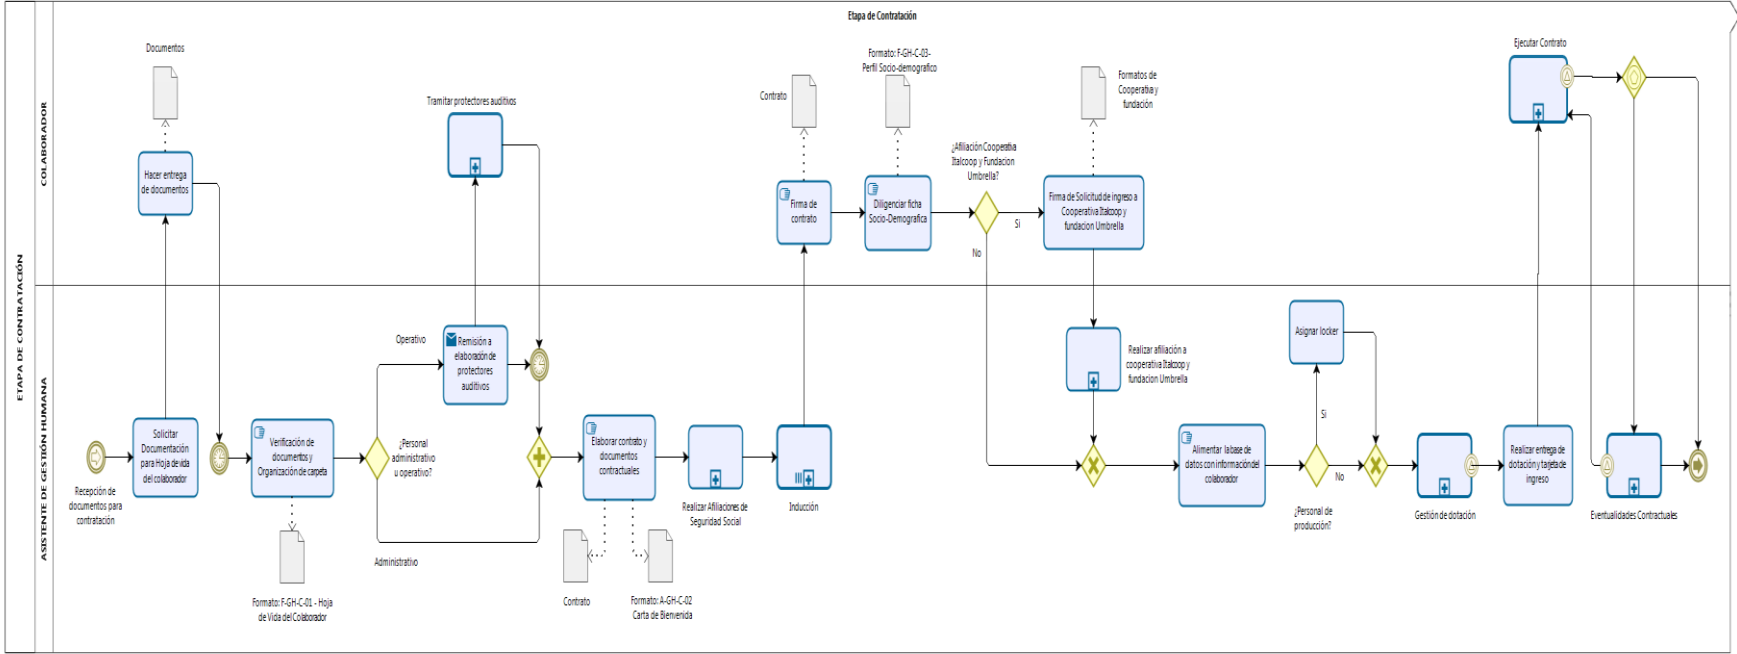 Etapa de Contratación
ETAPA DE CONTRATACIÓN
COLABORADOR
ASISTENTE DE GESTIÓN HUMANA
Documentos
Hacer entrega
de documentos
Tramitar protectores auditivos
Contrato
Firma de
contrato
Formato: F-GH-C-03-
Perfil Socio-demografico
Diligenciar ficha
Socio-Demografica
¿Afiliación Cooperativa
Italcoop y Fundacion
Umbrella?
Si
No
Formatos de
Cooperativa y
fundación
Firma de Solicitud de ingreso a
Cooperativa Italcoop y
fundacion Umbrella
Ejecutar Contrato
Recepción de
documentos para
contratación
Solicitar
Documentación
para Hoja de vida
del colaborador
Verificación de
documentos y
Organización de carpeta
Formato: F-GH-C-01 - Hoja
de Vida del Colaborador
¿Personal
administrativo
u operativo?
Operativo
Administrativo
Remisión a
elaboración de
protectores
auditivos
Elaborar contrato y
documentos
contractuales
Contrato
Formato: A-GH-C-02
Carta de Bienvenida
Realizar Afiliaciones de
Seguridad Social
Inducción
Realizar afiliación a
cooperativa Italcoop y
fundacion Umbrella
Alimentar la base de
datos con información del
colaborador
Asignar locker
Si
No
¿Personal de
producción?
Gestión de dotación
Realizar entrega de
dotación y tarjeta de
ingreso
Eventualidades Contractuales